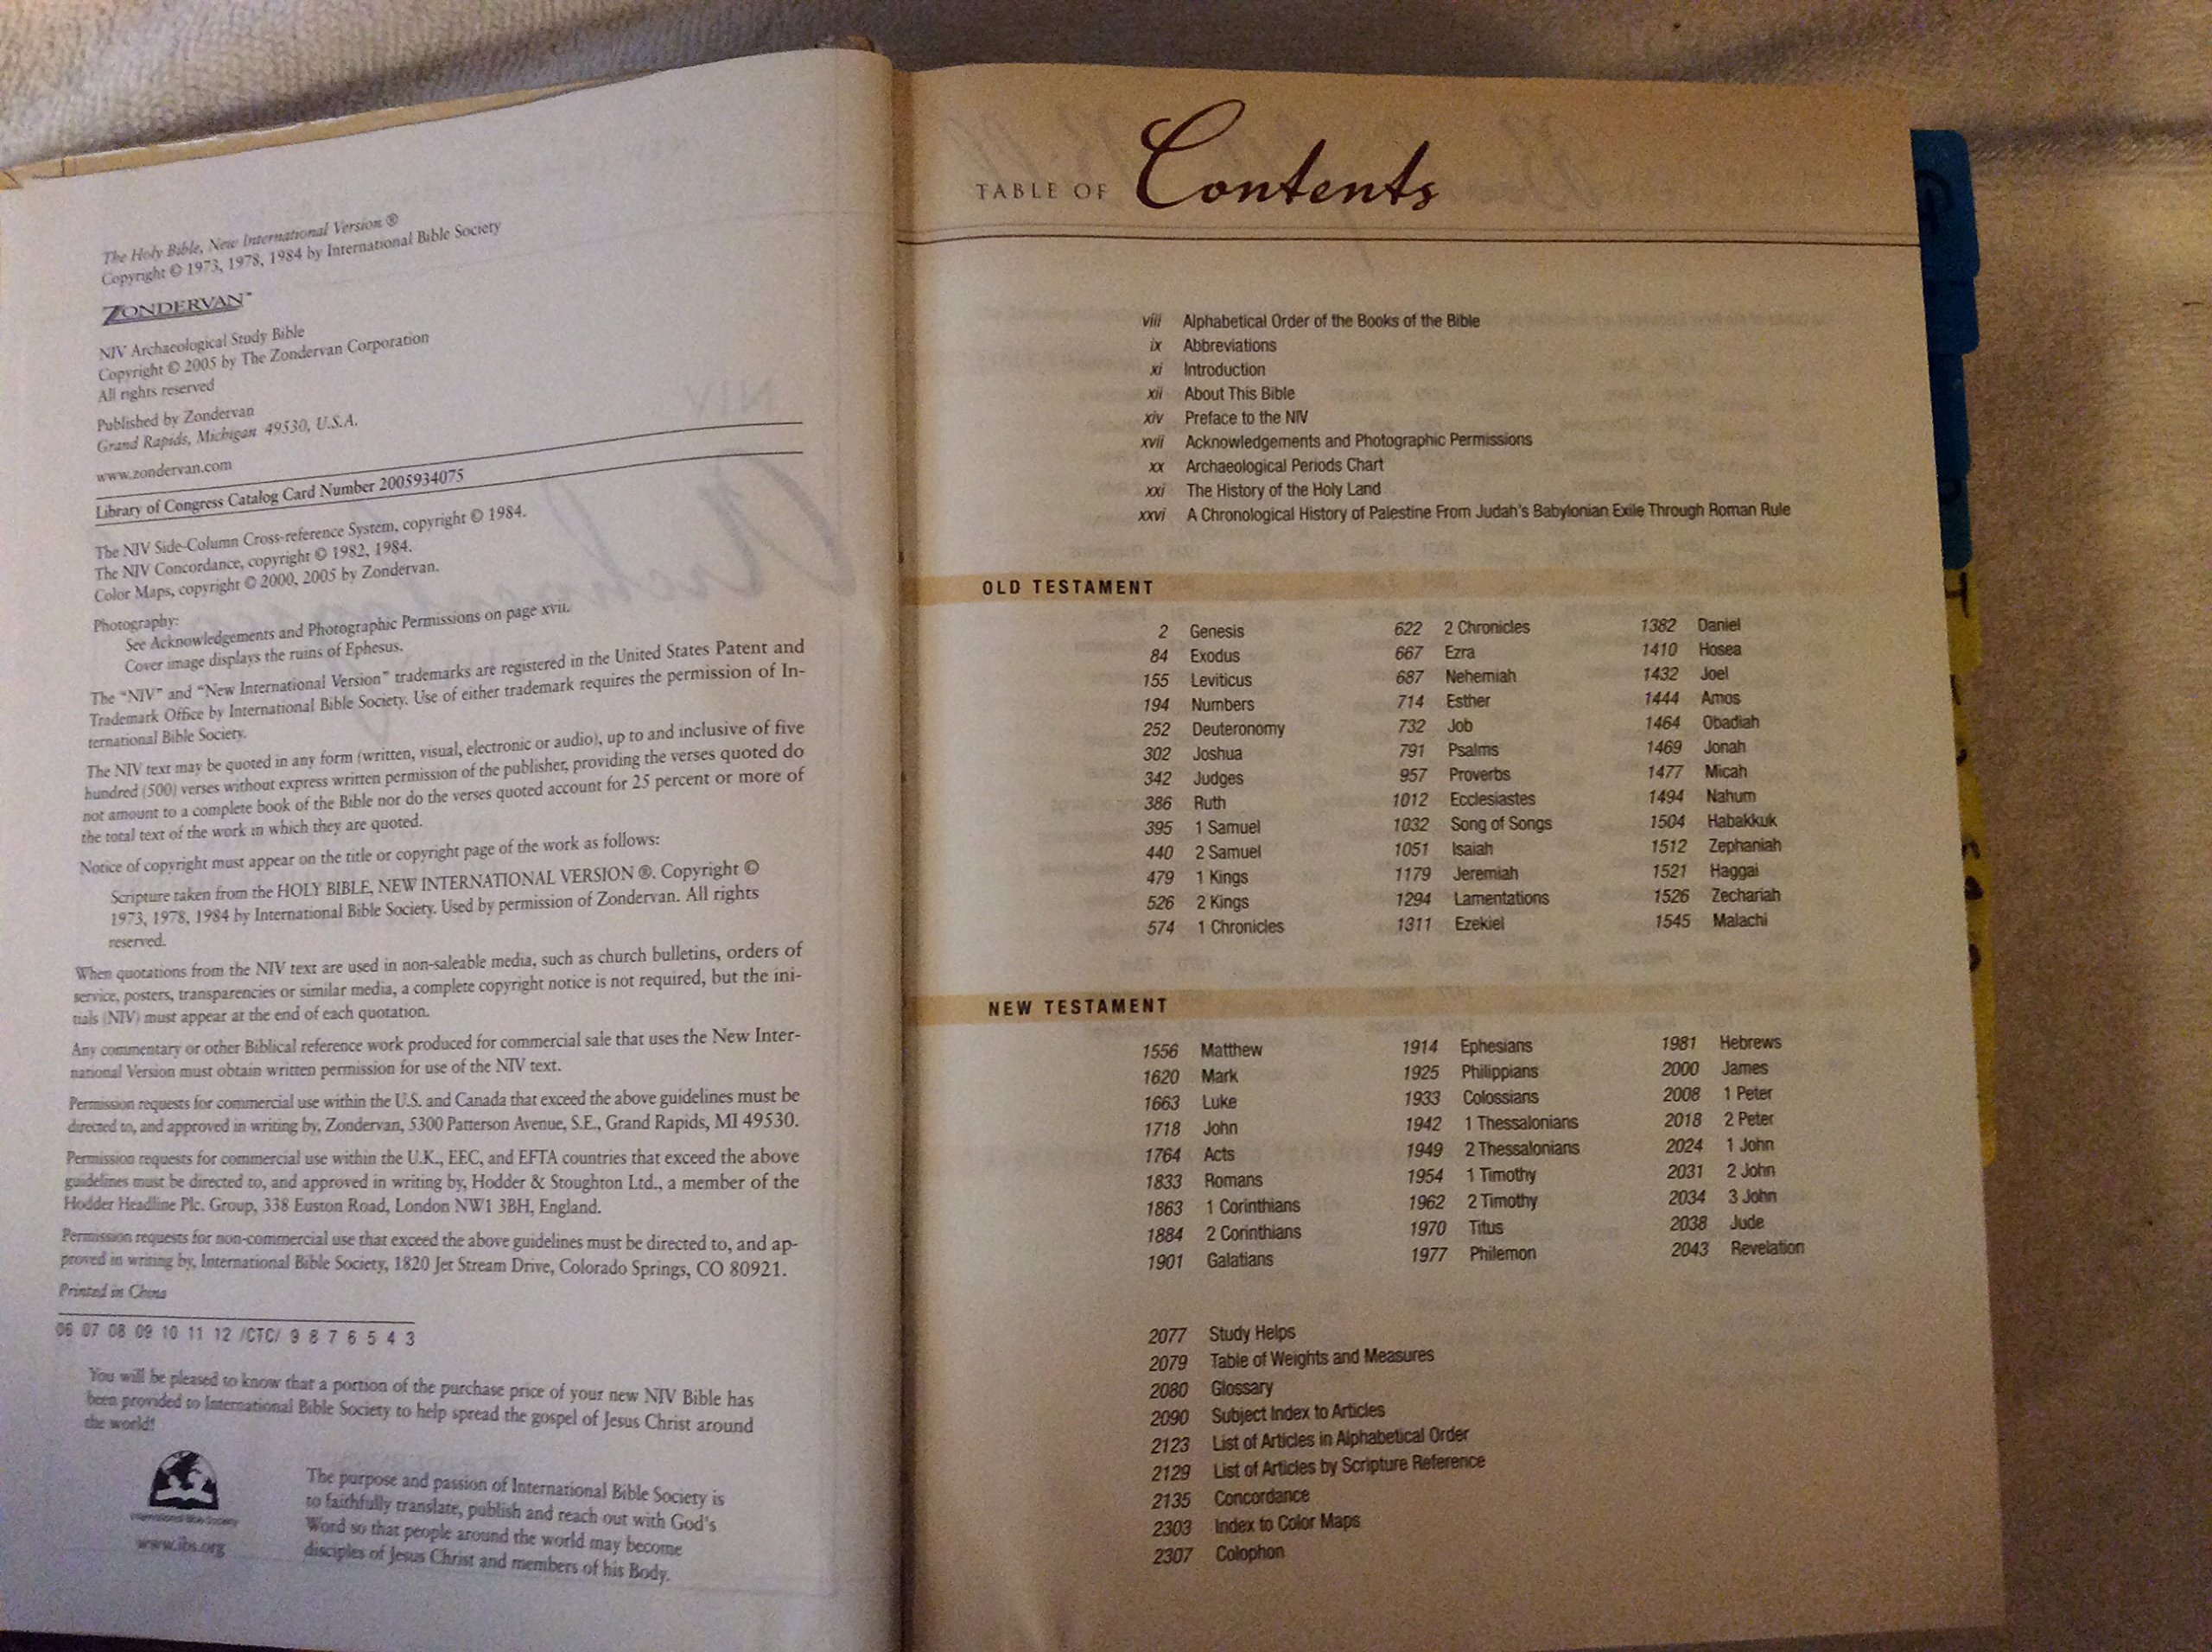 The Holy Bible, New International Version ®
Copyright © 1973, 1978, 1984 by International Bible Society
ZONDERVAN™
NIV Archaeological Study Bible
Copyright © 2005 by The Zondervan Corporation
All rights reserved
Published by Zondervan
Grand Rapids, Michigan 49530, U.S.A.
www.zondervan.com
Library of Congress Catalog Card Number 2005934075
The NIV Side-Column Cross-reference System, copyright © 1984.
The NIV Concordance, copyright © 1982, 1984.
Color Maps, copyright © 2000, 2005 by Zondervan.
Photography:
See Acknowledgements and Photographic Permissions on page xvii.
Cover image displays the ruins of Ephesus.
The “NIV” and “New International Version” trademarks are registered in the United States Patent and
Trademark Office by International Bible Society. Use of either trademark requires the permission of In-
ternational Bible Society.
The NIV text may be quoted in any form (written, visual, electronic or audio), up to and inclusive of five
hundred (500) verses without express written permission of the publisher, providing the verses quoted do
not amount to a complete book of the Bible nor do the verses quoted account for 25 percent or more of
the total text of the work in which they are quoted.
Notice of copyright must appear on the title or copyright page of the work as follows:
Scripture taken from the HOLY BIBLE, NEW INTERNATIONAL VERSION ®. Copyright ©
1973, 1978, 1984 by International Bible Society. Used by permission of Zondervan. All rights
reserved.
When quotations from the NIV text are used in non-saleable media, such as church bulletins, orders of
service, posters, transparencies or similar media, a complete copyright notice is not required, but the ini-
tials (NIV) must appear at the end of each quotation.
Any commentary or other Biblical reference work produced for commercial sale that uses the New Inter-
national Version must obtain written permission for use of the NIV text.
Permission requests for commercial use within the U.S. and Canada that exceed the above guidelines must be
directed to, and approved in writing by, Zondervan, 5300 Patterson Avenue, S.E., Grand Rapids, MI 49530.
Permission requests for commercial use within the U.K., EEC, and EFTA countries that exceed the above
guidelines must be directed to, and approved in writing by, Hodder & Stoughton Ltd., a member of the
Hodder Headline Plc. Group, 338 Euston Road, London NW1 3BH, England.
Permission requests for non-commercial use that exceed the above guidelines must be directed to, and ap-
proved in writing by, International Bible Society, 1820 Jet Stream Drive, Colorado Springs, CO 80921.
Printed in China
06 07 08 09 10 11 12 /CTC/ 9 8 7 6 5 4 3
You will be pleased to know that a portion of the purchase price of your new NIV Bible has
been provided to International Bible Society to help spread the gospel of Jesus Christ around
the world!
International Bible Society
www.ibs.org
The purpose and passion of International Bible Society is
to faithfully translate, publish and reach out with God's
Word so that people around the world may become
disciples of Jesus Christ and members of his Body.
TABLE OF Contents
viii Alphabetical Order of the Books of the Bible
ix Abbreviations
xi Introduction
xii About This Bible
xiv Preface to the NIV
xvii Acknowledgements and Photographic Permissions
xx Archaeological Periods Chart
xxi The History of the Holy Land
xxvi A Chronological History of Palestine From Judah's Babylonian Exile Through Roman Rule
OLD TESTAMENT
2 Genesis
84 Exodus
155 Leviticus
194 Numbers
252 Deuteronomy
302 Joshua
342 Judges
386 Ruth
395 1 Samuel
440 2 Samuel
479 1 Kings
526 2 Kings
574 1 Chronicles
622 2 Chronicles
667 Ezra
687 Nehemiah
714 Esther
732 Job
791 Psalms
957 Proverbs
1012 Ecclesiastes
1032 Song of Songs
1051 Isaiah
1179 Jeremiah
1294 Lamentations
1311 Ezekiel
1382 Daniel
1410 Hosea
1432 Joel
1444 Amos
1464 Obadiah
1469 Jonah
1477 Micah
1494 Nahum
1504 Habakkuk
1512 Zephaniah
1521 Haggai
1526 Zechariah
1545 Malachi
NEW TESTAMENT
1556 Matthew
1620 Mark
1663 Luke
1718 John
1764 Acts
1833 Romans
1863 1 Corinthians
1884 2 Corinthians
1901 Galatians
1914 Ephesians
1925 Philippians
1933 Colossians
1942 1 Thessalonians
1949 2 Thessalonians
1954 1 Timothy
1962 2 Timothy
1970 Titus
1977 Philemon
1981 Hebrews
2000 James
2008 1 Peter
2018 2 Peter
2024 1 John
2031 2 John
2034 3 John
2038 Jude
2043 Revelation
2077 Study Helps
2079 Table of Weights and Measures
2080 Glossary
2090 Subject Index to Articles
2123 List of Articles in Alphabetical Order
2129 List of Articles by Scripture Reference
2135 Concordance
2303 Index to Color Maps
2307 Colophon